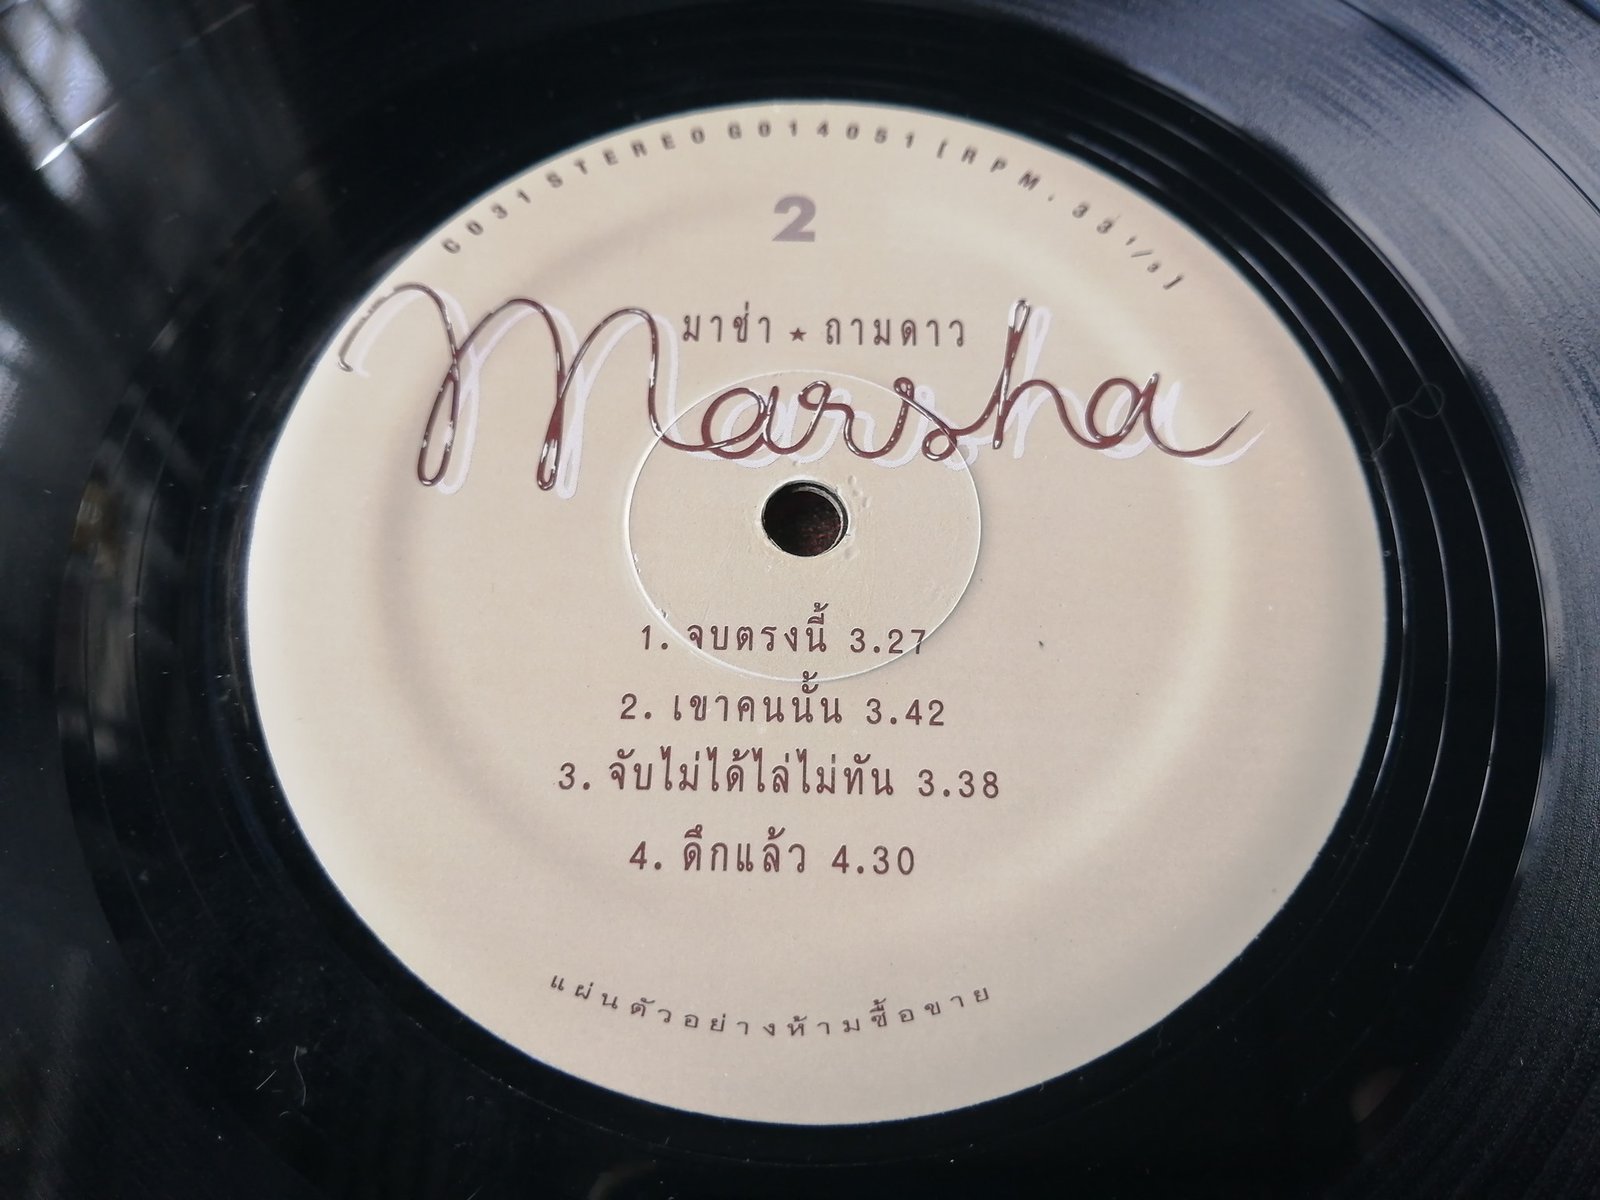 C031 STEREO G014051 [RPM. 33 1/3]
2
มาช่า ★ ถามดาว
Marsha
1. จบตรงนี้ 3.27
2. เขาคนนั้น 3.42
3. จับไม่ได้ไล่ไม่ทัน 3.38
4. ดึกแล้ว 4.30
แผ่นตัวอย่างห้ามซื้อขาย